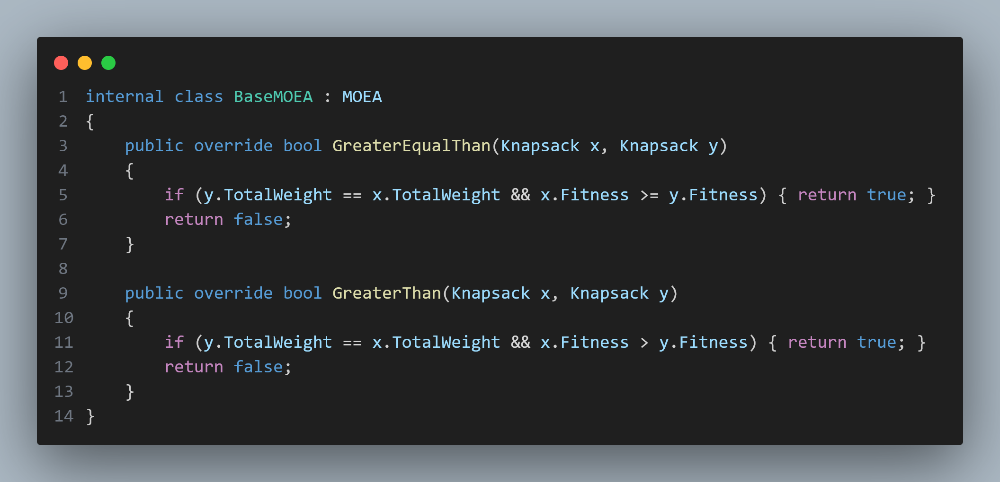 1 internal class BaseMOEA : MOEA
2 {
3     public override bool GreaterEqualThan(Knapsack x, Knapsack y)
4     {
5         if (y.TotalWeight == x.TotalWeight && x.Fitness >= y.Fitness) { return true; }
6         return false;
7     }
8
9     public override bool GreaterThan(Knapsack x, Knapsack y)
10     {
11         if (y.TotalWeight == x.TotalWeight && x.Fitness > y.Fitness) { return true; }
12         return false;
13     }
14 }